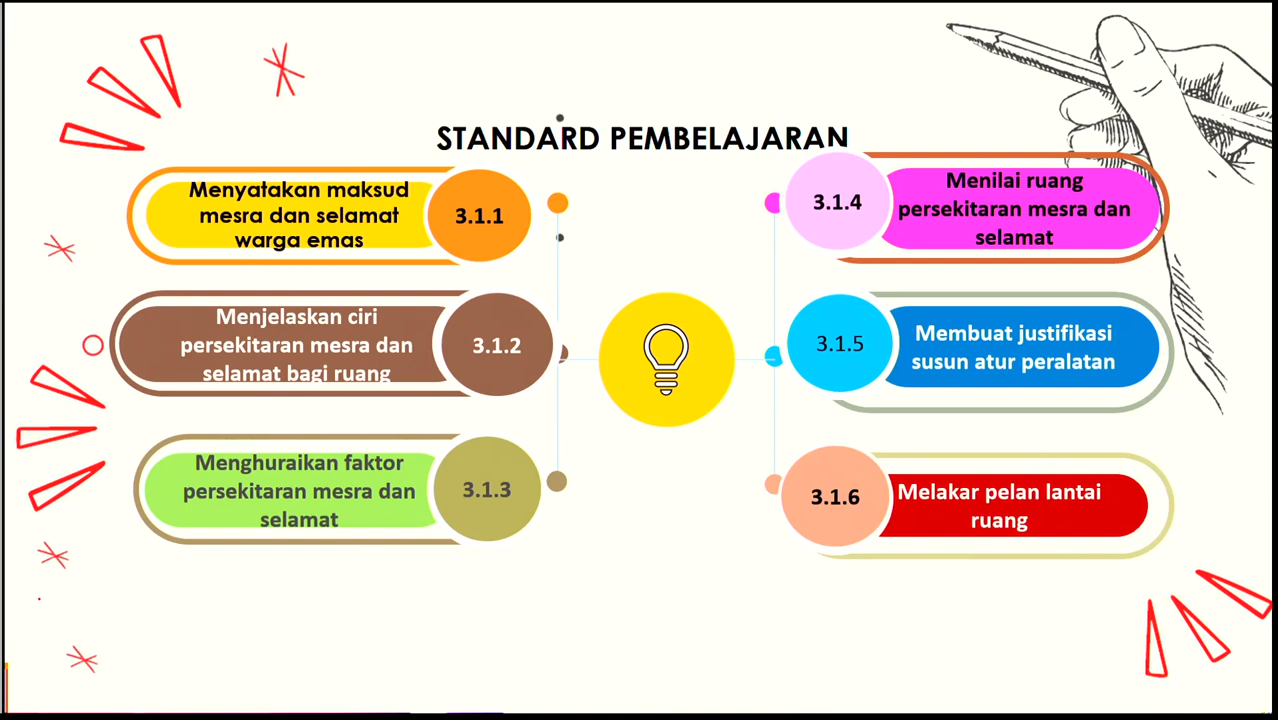 STANDARD PEMBELAJARAN
Menyatakan maksud
mesra dan selamat
warga emas
3.1.1
Menjelaskan ciri
persekitaran mesra dan
selamat bagi ruang
3.1.2
Menghuraikan faktor
persekitaran mesra dan
selamat
3.1.3
3.1.4
Menilai ruang
persekitaran mesra dan
selamat
3.1.5
Membuat justifikasi
susun atur peralatan
3.1.6
Melakar pelan lantai
ruang